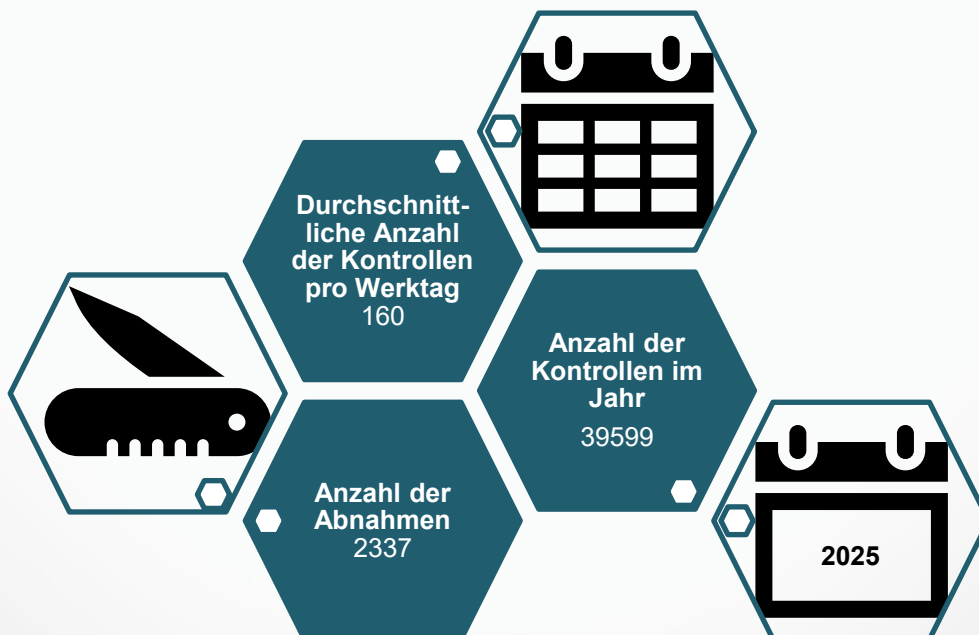 Durchschnitt-
liche Anzahl
der Kontrollen
pro Werktag
160
Anzahl der
Kontrollen im
Jahr
39599
Anzahl der
Abnahmen
2337
2025